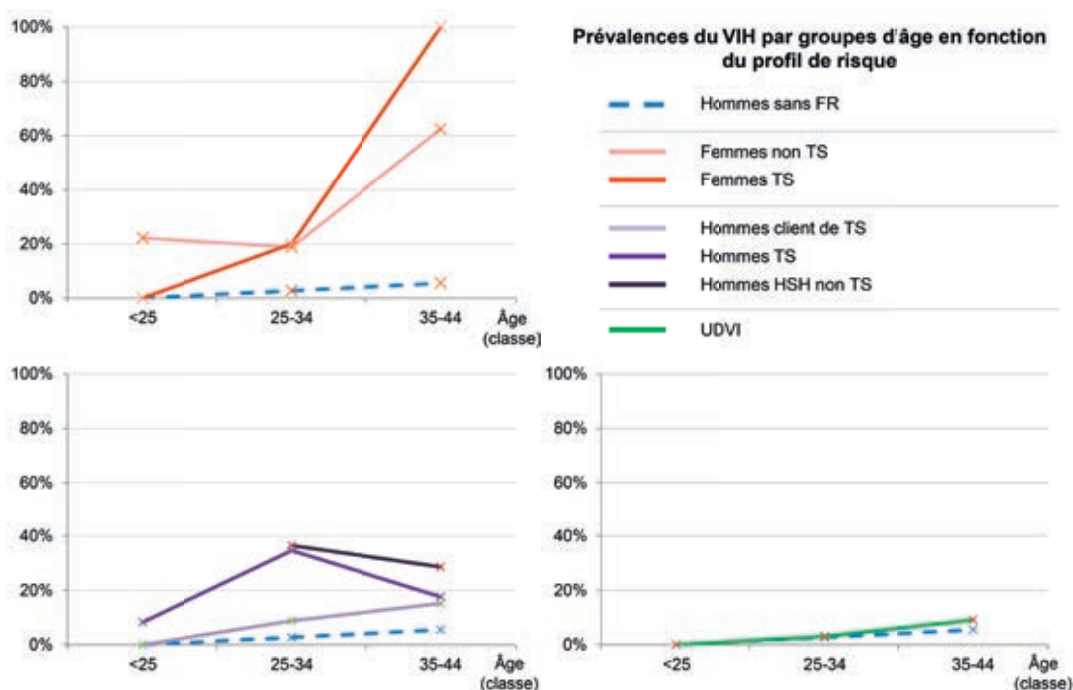 100%
80%
60%
40%
20%
0%
<25
25-34
35-44
Âge
(classe)
Prévalences du VIH par groupes d'âge en fonction
du profil de risque
Hommes sans FR
Femmes non TS
Femmes TS
Hommes client de TS
Hommes TS
Hommes HSH non TS
UDVI
100%
80%
60%
40%
20%
0%
<25
25-34
35-44
Âge
(classe)
100%
80%
60%
40%
20%
0%
<25
25-34
35-44
Âge
(classe)